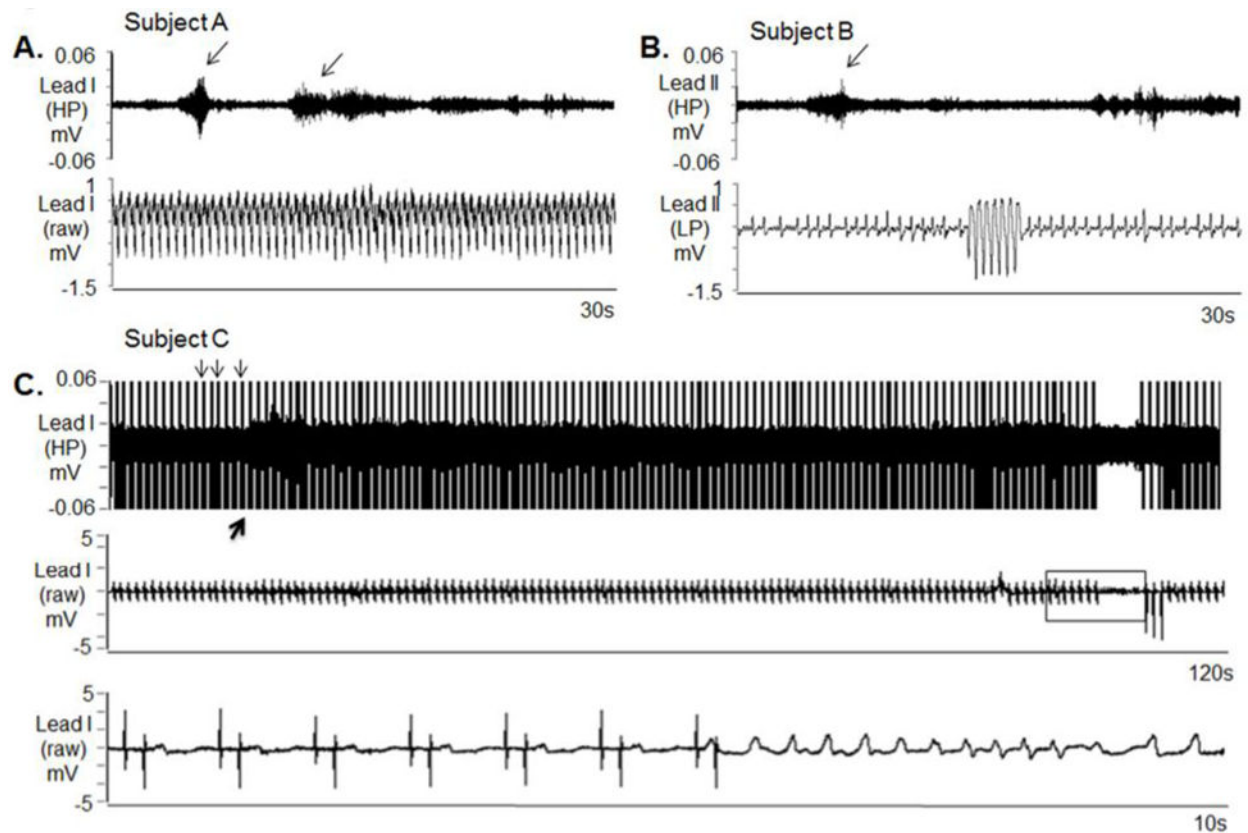 Subject A
A.
0.06
Lead I
(HP)
mV
-0.06
1
Lead I
(raw)
mV
-1.5
30s
Subject B
B.
0.06
Lead II
(HP)
mV
-0.06
1
Lead II
(LP)
mV
-1.5
30s
Subject C
C.
0.06
Lead I
(HP)
mV
-0.06
5
Lead I
(raw)
mV
-5
120s
5
Lead I
(raw)
mV
-5
10s